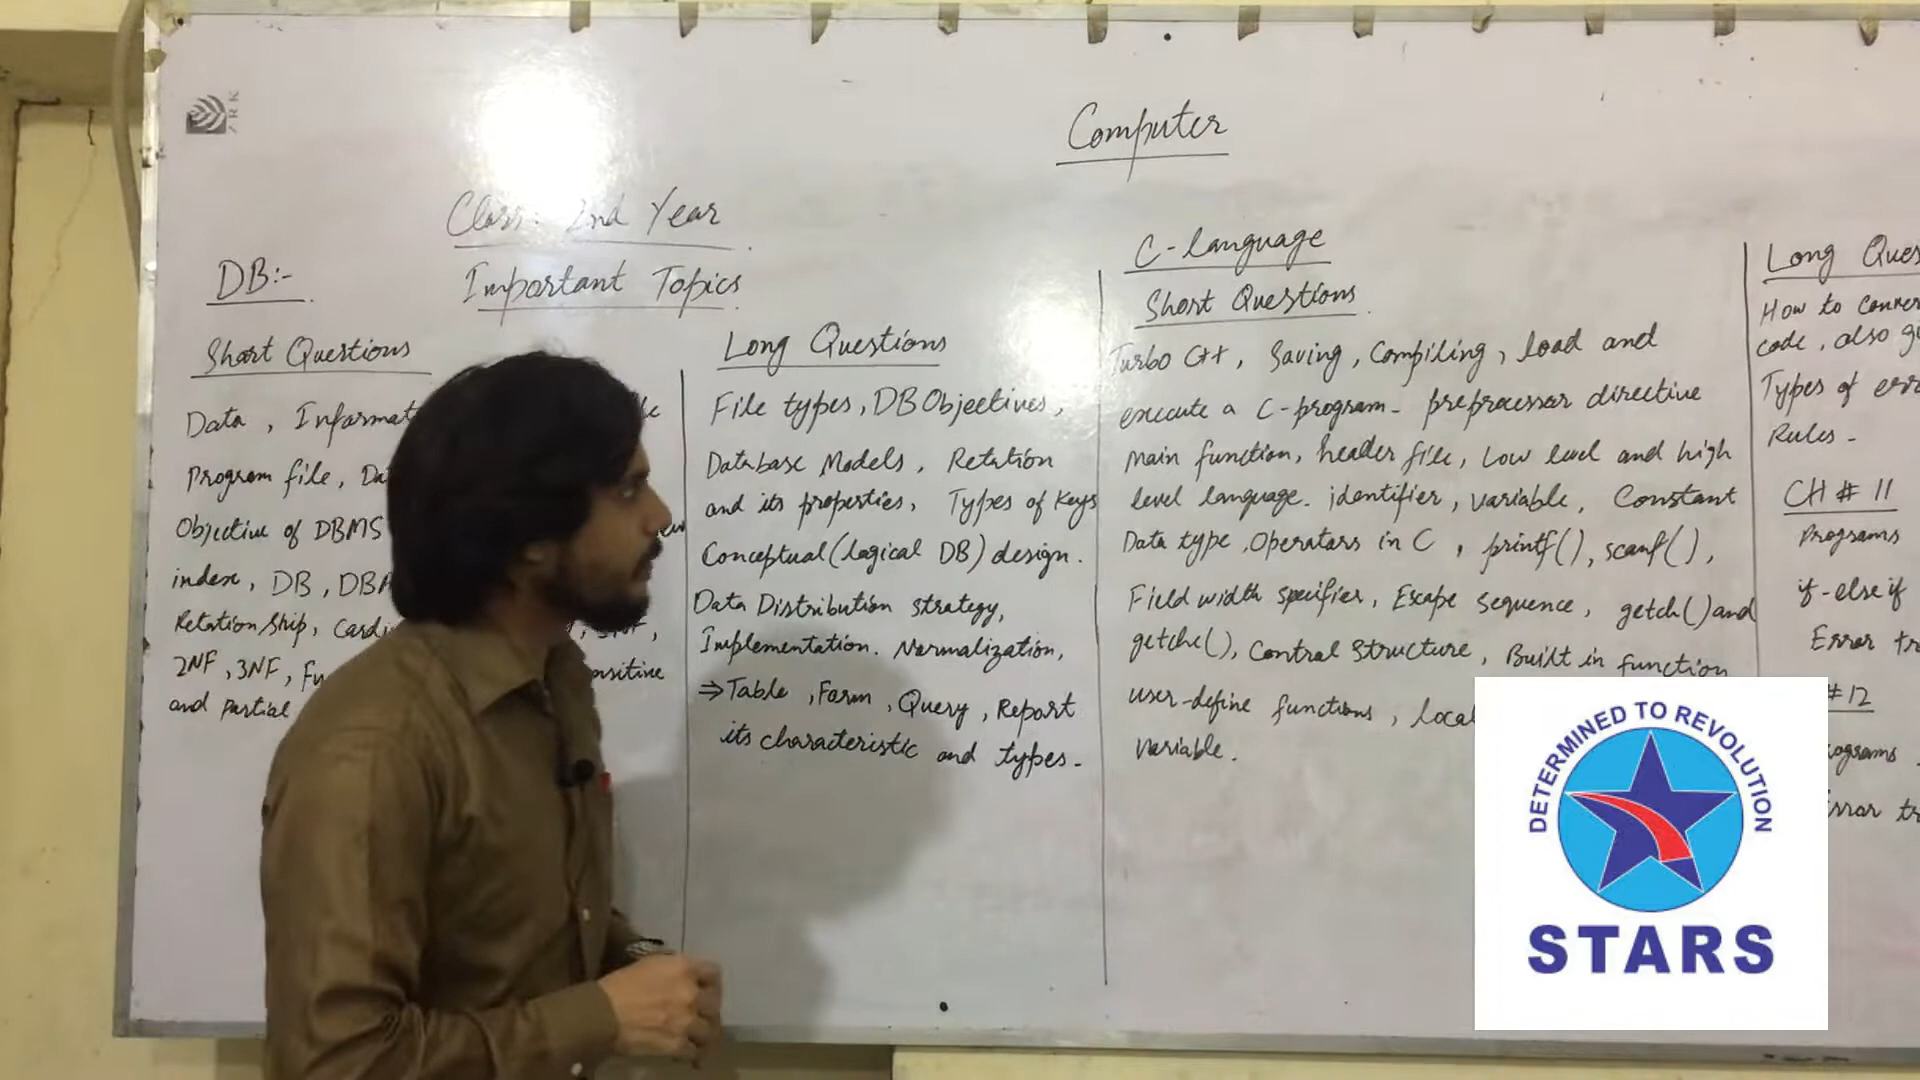 ARK
Computer
Class: 2nd Year
Important Topics
DB:-
Short Questions
Data, Informat
Program file, Da
Objective of DBMS
index, DB, DBM
Relationship, Cardi
2NF, 3NF, Fu
and Partial
Long Questions
File types, DB Objectives,
Database Models, Relation
and its properties, Types of Keys
Conceptual (logical DB) design.
Data Distribution strategy,
Implementation. Normalization,
⇒ Table, Form, Query, Report
its characteristic and types.
C-language
Short Questions
Turbo C++, Saving, Compiling, load and
execute a C-program- preprocessor directive
main function, header file, Low level and high
level language. identifier, variable, Constant
Data type, Operators in C, printf(), scanf(),
Field width specifier, Escape sequence, getch() and
getche(), Control Structure, Built in function
user-define functions, local
variable.
Long Ques
How to conver
code, also
Types of erro
Rules -
CH # 11
Programs
if-else if
Error tr
#12
ograms
Error tr
DETERMINED TO REVOLUTION
STARS